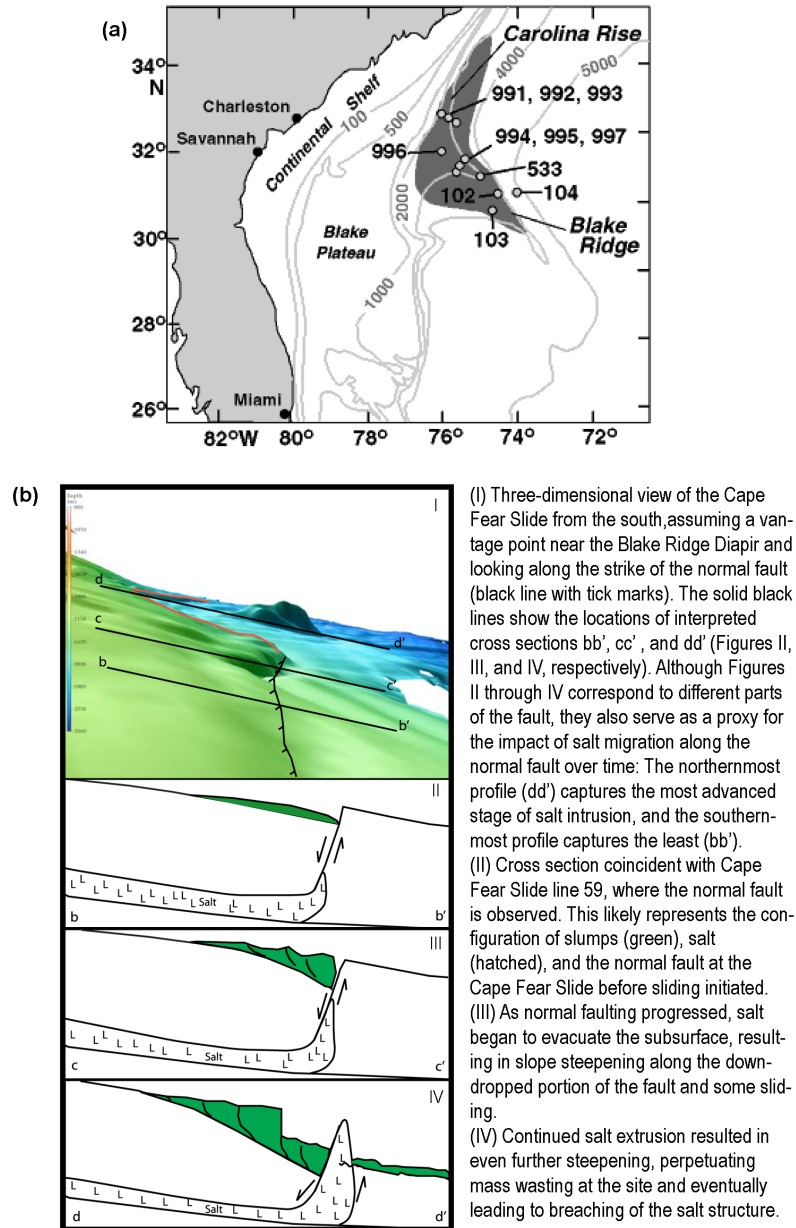 (a)
Carolina Rise
4000
5000
34°
N
991, 992, 993
Charleston
Continental Shelf
100
500
Savannah
994, 995, 997
32°
996
533
102
104
2000
Blake
Plateau
Blake
Ridge
30°
103
1000
28°
Miami
26°
82°W 80° 78° 76° 74° 72°
(b)
I
d
d'
c
c'
b
b'
II
L L L L L L L L L L L L L L L L
Salt
b b'
III
L L L L L L L L L L L L L L L
Salt
c c'
IV
L L L L L L L L L L L L L L L
Salt
d d'
(I) Three-dimensional view of the Cape
Fear Slide from the south,assuming a van-
tage point near the Blake Ridge Diapir and
looking along the strike of the normal fault
(black line with tick marks). The solid black
lines show the locations of interpreted
cross sections bb’, cc’ , and dd’ (Figures II,
III, and IV, respectively). Although Figures
II through IV correspond to different parts
of the fault, they also serve as a proxy for
the impact of salt migration along the
normal fault over time: The northernmost
profile (dd’) captures the most advanced
stage of salt intrusion, and the southern-
most profile captures the least (bb’).
(II) Cross section coincident with Cape
Fear Slide line 59, where the normal fault
is observed. This likely represents the con-
figuration of slumps (green), salt
(hatched), and the normal fault at the
Cape Fear Slide before sliding initiated.
(III) As normal faulting progressed, salt
began to evacuate the subsurface, result-
ing in slope steepening along the down-
dropped portion of the fault and some slid-
ing.
(IV) Continued salt extrusion resulted in
even further steepening, perpetuating
mass wasting at the site and eventually
leading to breaching of the salt structure.